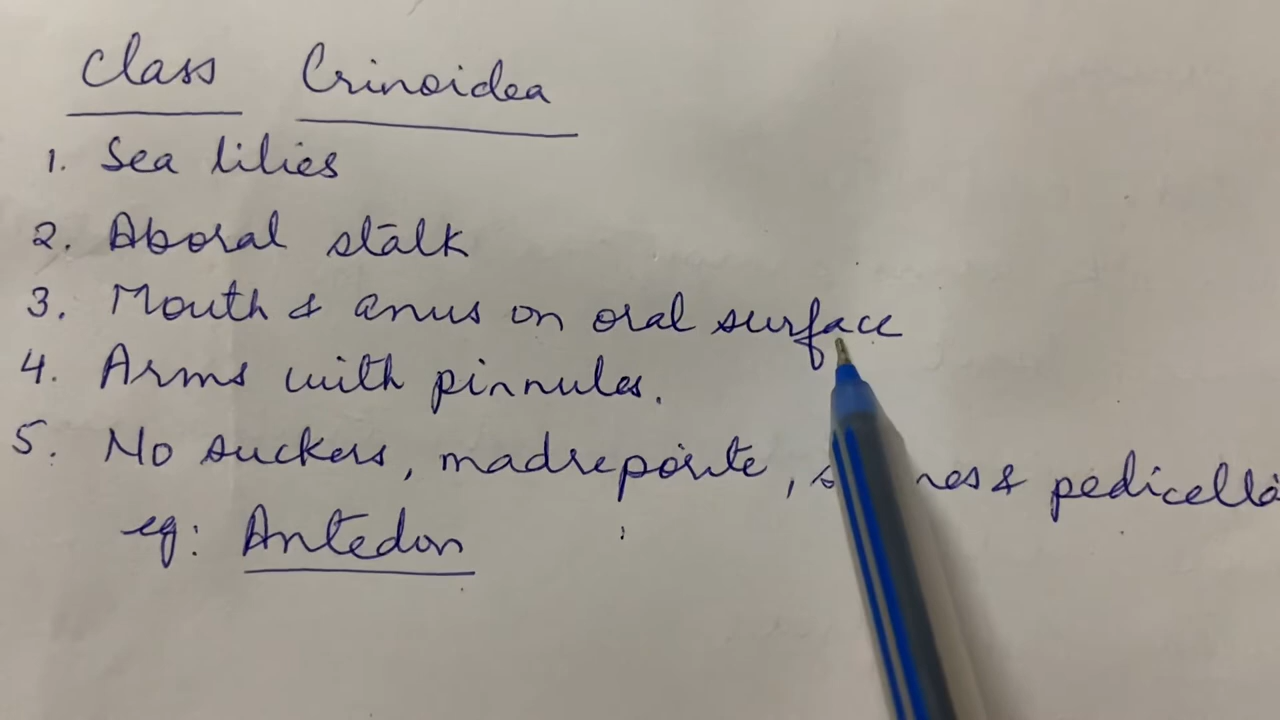 Class Crinoidea
1. Sea lilies
2. Aboral stalk
3. Mouth & anus on oral surface
4. Arms with pinnules.
5. No suckers, madreporite, & pedicella
eg: Antedon